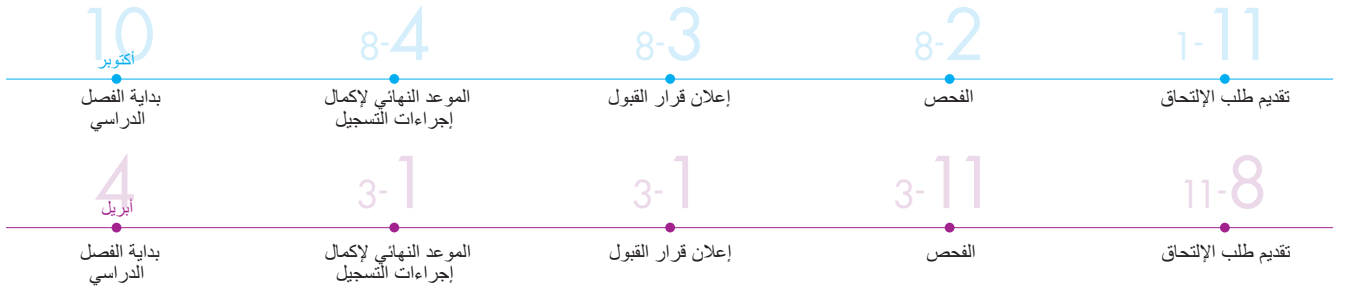 1-11
تقديم طلب الإلتحاق
8-2
الفحص
8-3
إعلان قرار القبول
8-4
الموعد النهائي لإكمال
إجراءات التسجيل
10
أكتوبر
بداية الفصل
الدراسي
11-8
تقديم طلب الإلتحاق
3-11
الفحص
3-1
إعلان قرار القبول
3-1
الموعد النهائي لإكمال
إجراءات التسجيل
4
أبريل
بداية الفصل
الدراسي